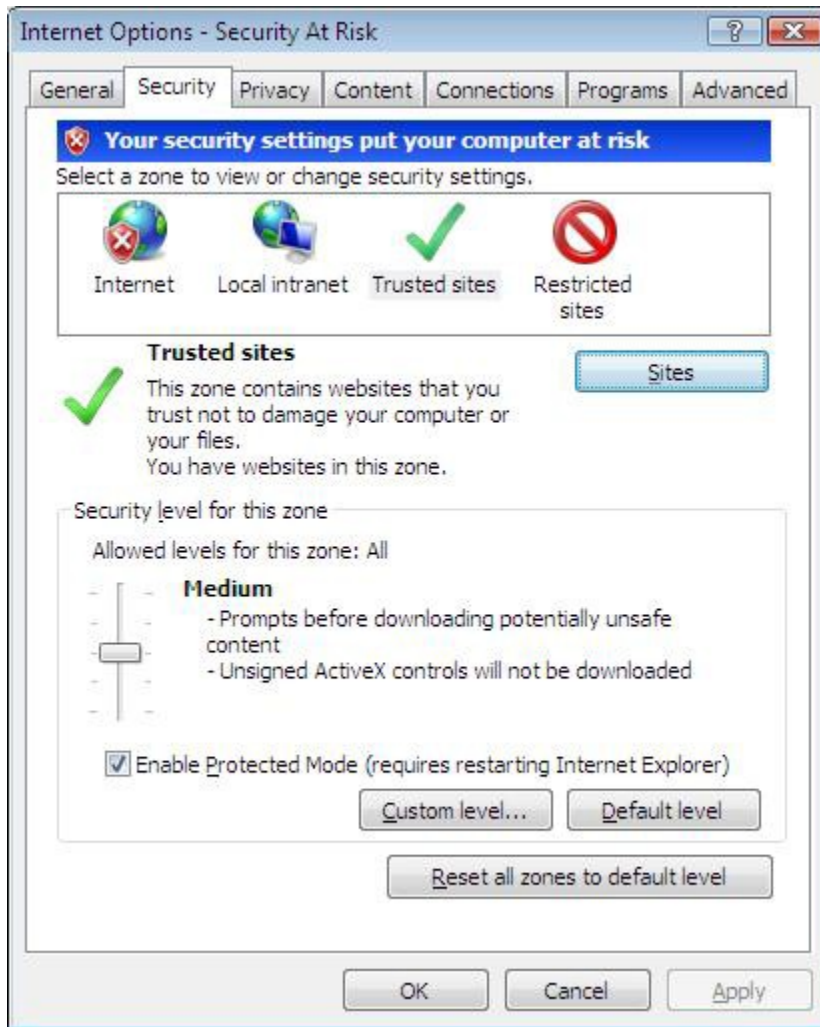 Internet Options - Security At Risk
General Security Privacy Content Connections Programs Advanced
Your security settings put your computer at risk
Select a zone to view or change security settings.
Internet Local intranet Trusted sites Restricted
sites
Trusted sites
Sites
This zone contains websites that you
trust not to damage your computer or
your files.
You have websites in this zone.
Security level for this zone
Allowed levels for this zone: All
Medium
- Prompts before downloading potentially unsafe
content
- Unsigned ActiveX controls will not be downloaded
Enable Protected Mode (requires restarting Internet Explorer)
Custom level... Default level
Reset all zones to default level
OK Cancel Apply